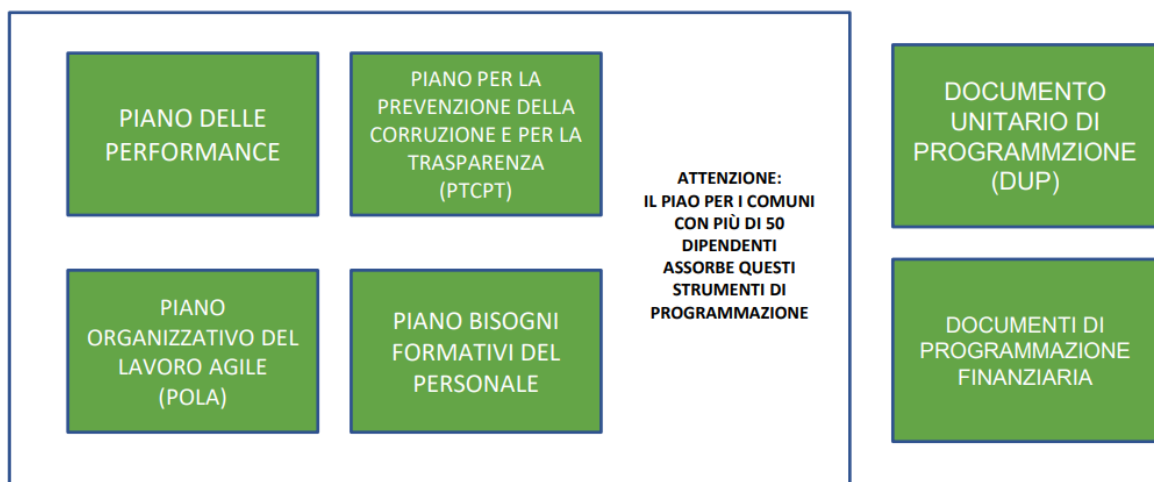 PIANO DELLE
PERFORMANCE
PIANO PER LA
PREVENZIONE DELLA
CORRUZIONE E PER LA
TRASPARENZA
(PTCPT)
PIANO
ORGANIZZATIVO DEL
LAVORO AGILE
(POLA)
PIANO BISOGNI
FORMATIVI DEL
PERSONALE
ATTENZIONE:
IL PIAO PER I COMUNI
CON PIÙ DI 50
DIPENDENTI
ASSORBE QUESTI
STRUMENTI DI
PROGRAMMAZIONE
DOCUMENTO
UNITARIO DI
PROGRAMMZIONE
(DUP)
DOCUMENTI DI
PROGRAMMAZIONE
FINANZIARIA